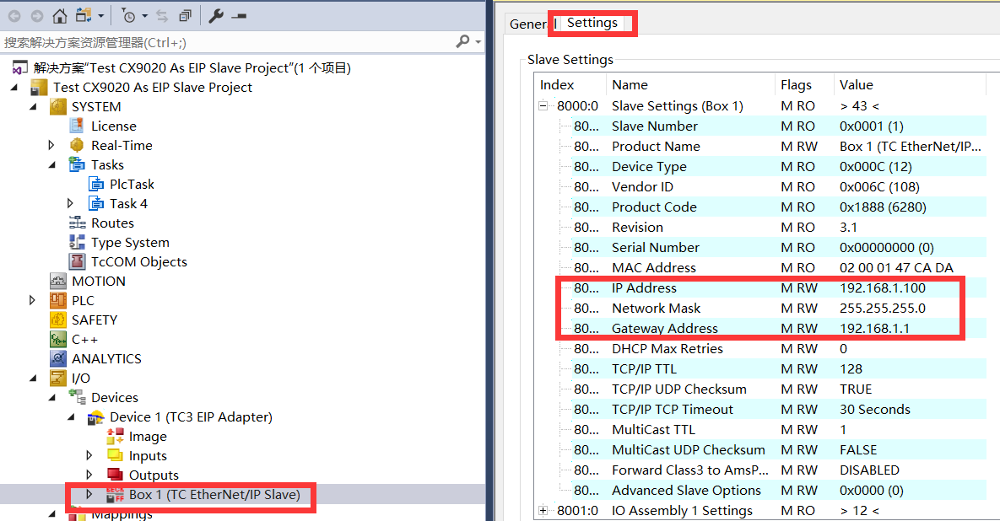 搜索解决方案资源管理器(Ctrl+;)
解决方案"Test CX9020 As EIP Slave Project"(1 个项目)
Test CX9020 As EIP Slave Project
SYSTEM
License
Real-Time
Tasks
PlcTask
Task 4
Routes
Type System
TcCOM Objects
MOTION
PLC
SAFETY
C++
ANALYTICS
I/O
Devices
Device 1 (TC3 EIP Adapter)
Image
Inputs
Outputs
Box 1 (TC EtherNet/IP Slave)
Mappings
General Settings
Slave Settings
Index Name Flags Value
8000:0 Slave Settings (Box 1) M RO > 43 <
80... Slave Number M RO 0x0001 (1)
80... Product Name M RW Box 1 (TC EtherNet/IP...
80... Device Type M RO 0x000C (12)
80... Vendor ID M RO 0x006C (108)
80... Product Code M RO 0x1888 (6280)
80... Revision M RO 3.1
80... Serial Number M RO 0x00000000 (0)
80... MAC Address M RO 02 00 01 47 CA DA
80... IP Address M RW 192.168.1.100
80... Network Mask M RW 255.255.255.0
80... Gateway Address M RW 192.168.1.1
80... DHCP Max Retries M RW 0
80... TCP/IP TTL M RW 128
80... TCP/IP UDP Checksum M RW TRUE
80... TCP/IP TCP Timeout M RW 30 Seconds
80... MultiCast TTL M RW 1
80... MultiCast UDP Checksum M RW FALSE
80... Forward Class3 to AmsP... M RW DISABLED
80... Advanced Slave Options M RW 0x0000 (0)
8001:0 IO Assembly 1 Settings M RO > 12 <